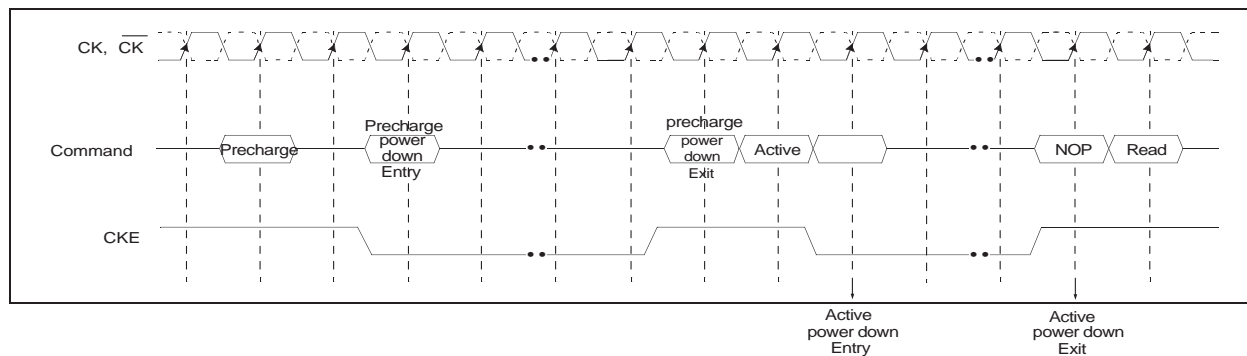 CK, CK
Command
Precharge
Precharge
power
down
Entry
precharge
power
down
Exit
Active
NOP
Read
CKE
Active
power down
Entry
Active
power down
Exit